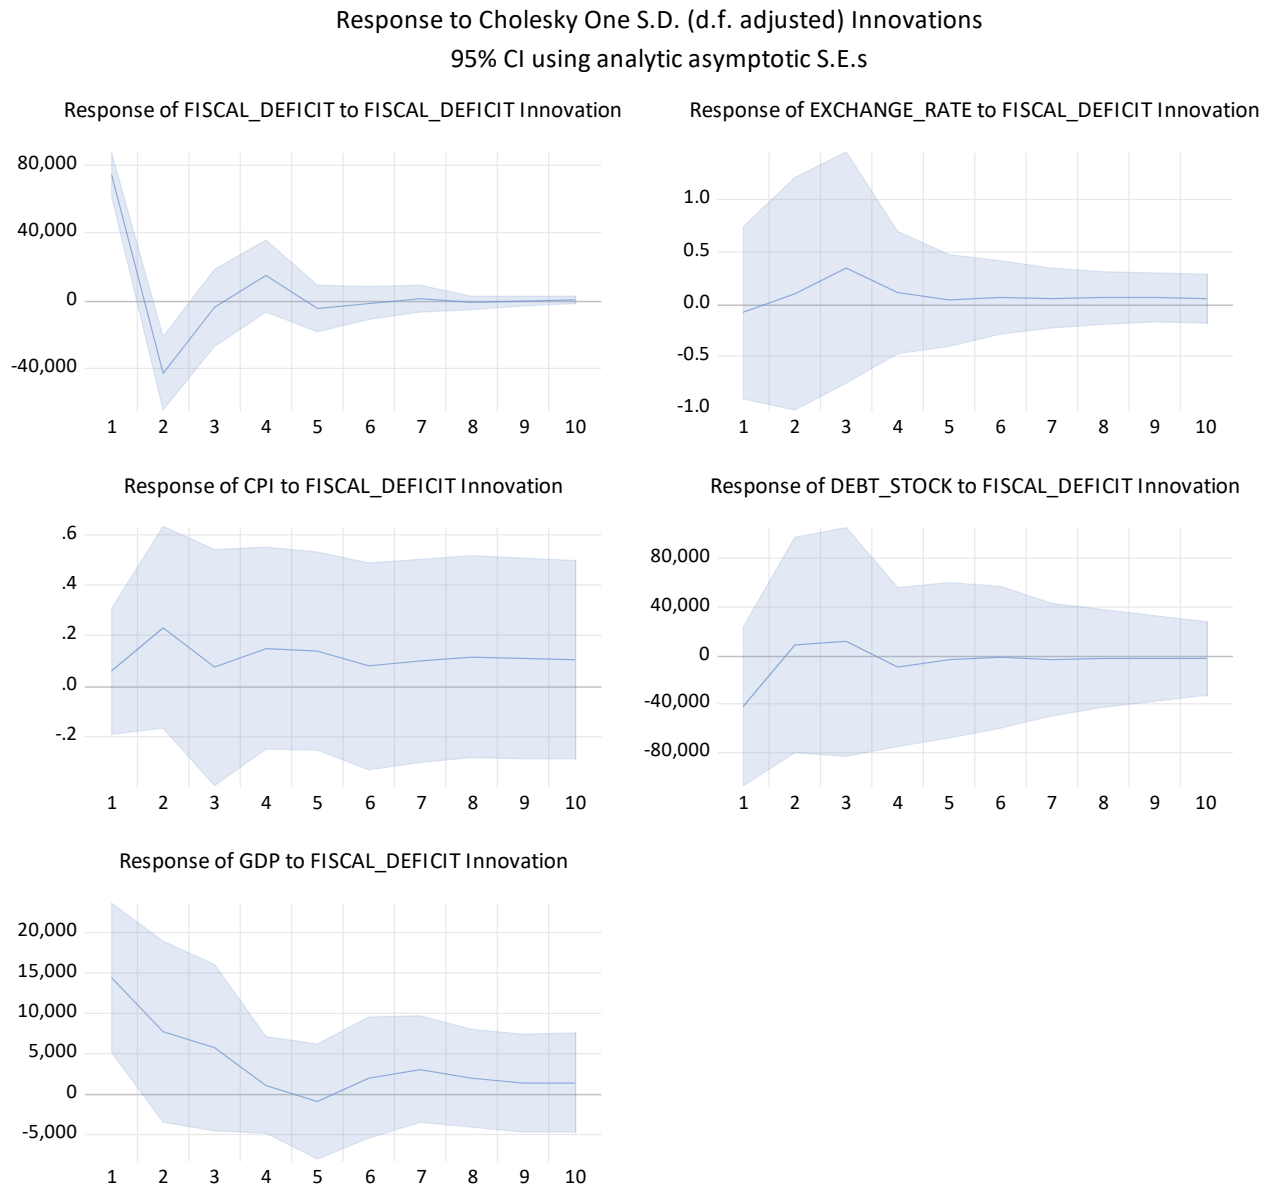 Response to Cholesky One S.D. (d.f. adjusted) Innovations
95% CI using analytic asymptotic S.E.s
Response of FISCAL_DEFICIT to FISCAL_DEFICIT Innovation
80,000
40,000
0
-40,000
1 2 3 4 5 6 7 8 9 10
Response of EXCHANGE_RATE to FISCAL_DEFICIT Innovation
1.0
0.5
0.0
-0.5
-1.0
1 2 3 4 5 6 7 8 9 10
Response of CPI to FISCAL_DEFICIT Innovation
.6
.4
.2
.0
-.2
1 2 3 4 5 6 7 8 9 10
Response of DEBT_STOCK to FISCAL_DEFICIT Innovation
80,000
40,000
0
-40,000
-80,000
1 2 3 4 5 6 7 8 9 10
Response of GDP to FISCAL_DEFICIT Innovation
20,000
15,000
10,000
5,000
0
-5,000
1 2 3 4 5 6 7 8 9 10